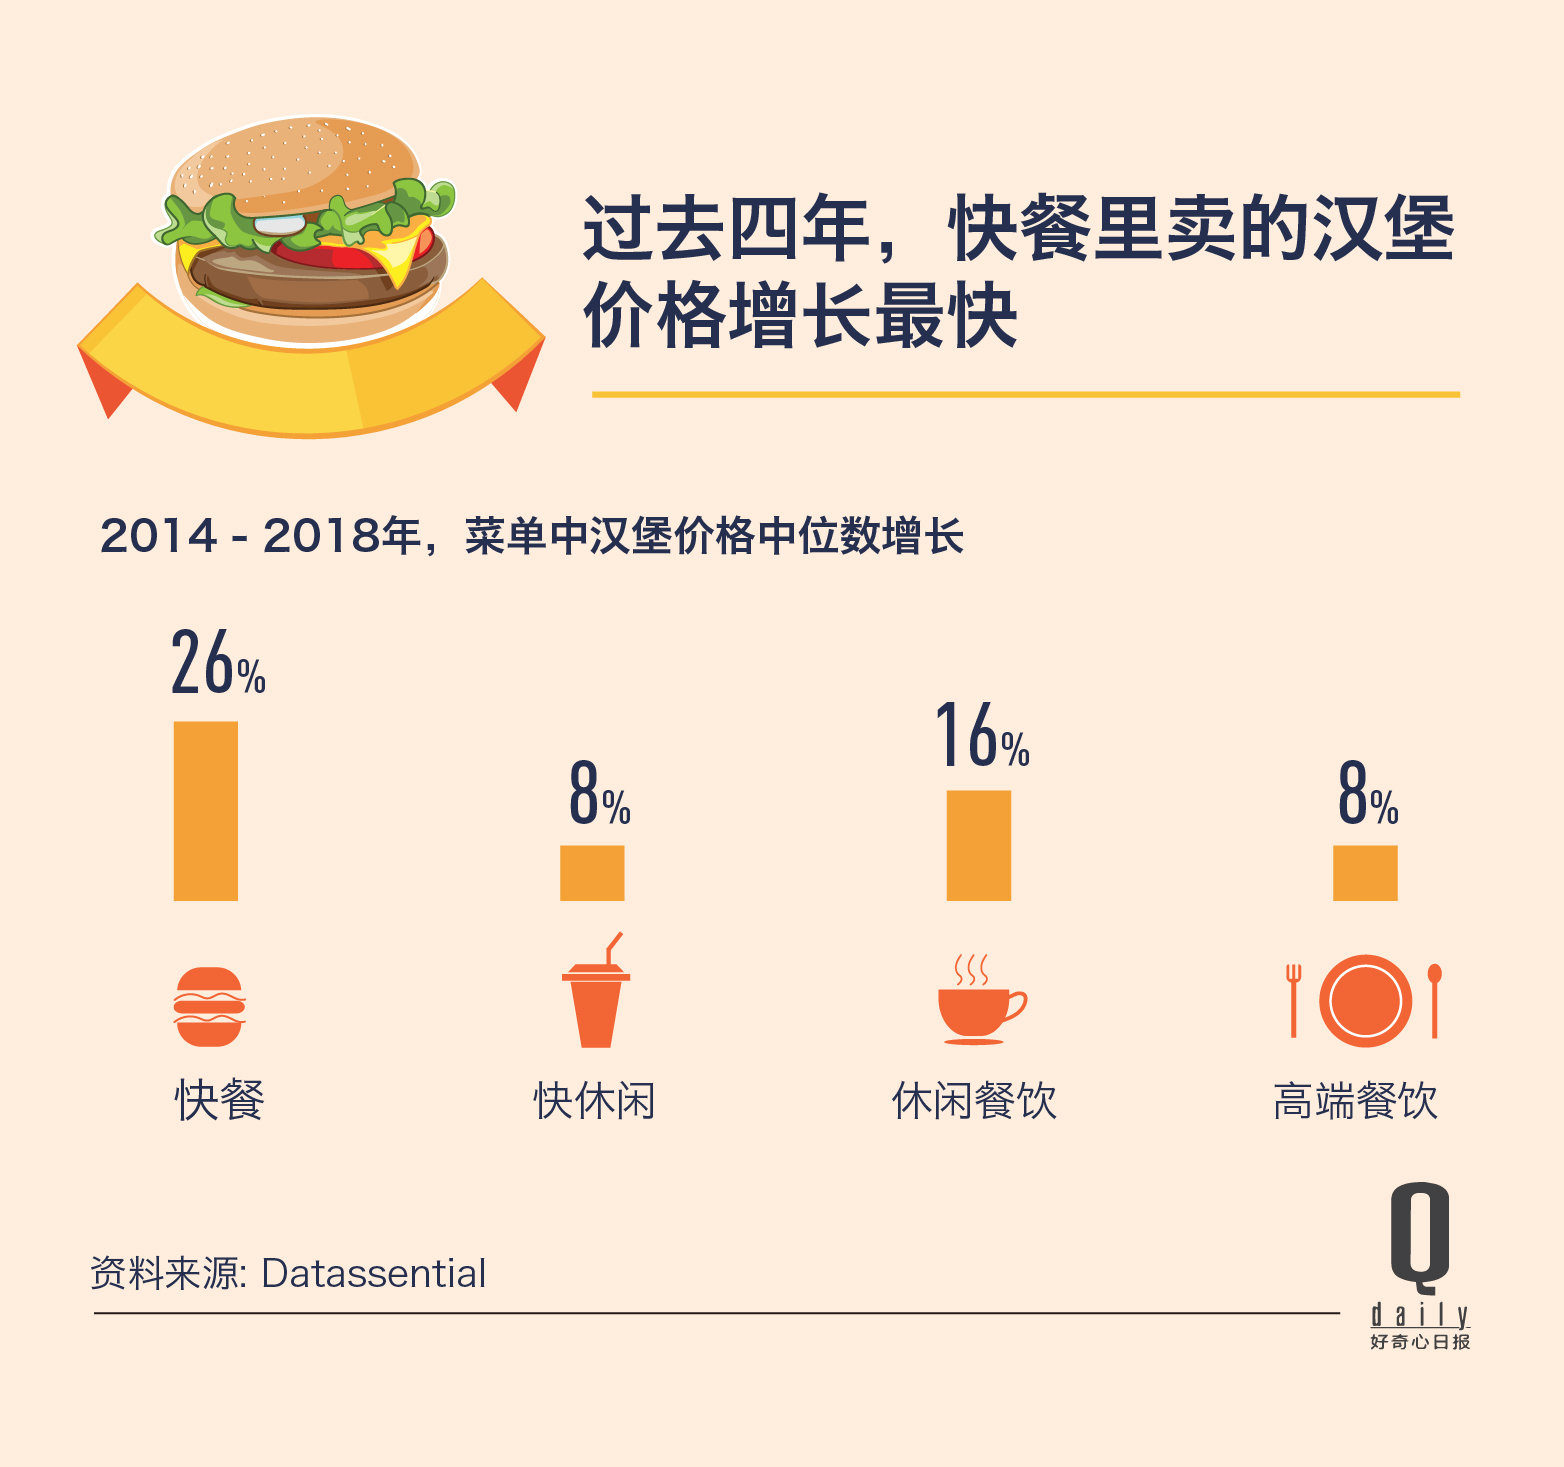 过去四年，快餐里卖的汉堡
价格增长最快
2014 - 2018年，菜单中汉堡价格中位数增长
26%
8%
16%
8%
快餐
快休闲
休闲餐饮
高端餐饮
资料来源: Datassential
Q
daily
好奇心日报